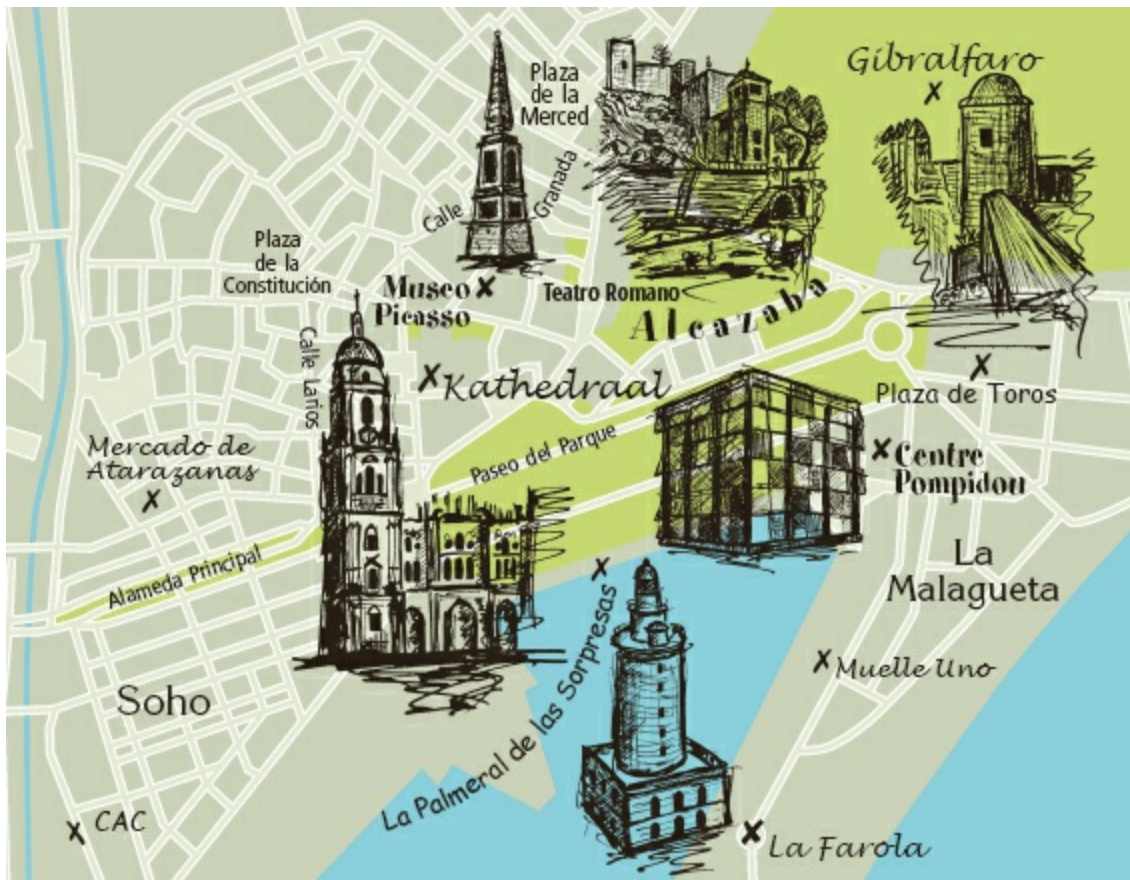 Gibralfaro
Plaza
de la
Merced
Calle Granada
Plaza
de la
Constitución
Museo
Picasso
Teatro Romano
Alcazaba
Calle Larios
Kathedraal
Plaza de Toros
Mercado de
Atarazanas
Paseo del Parque
Centre
Pompidou
Alameda Principal
La
Malagueta
La Palmeral de las Sorpresas
Muelle Uno
Soho
CAC
La Farola